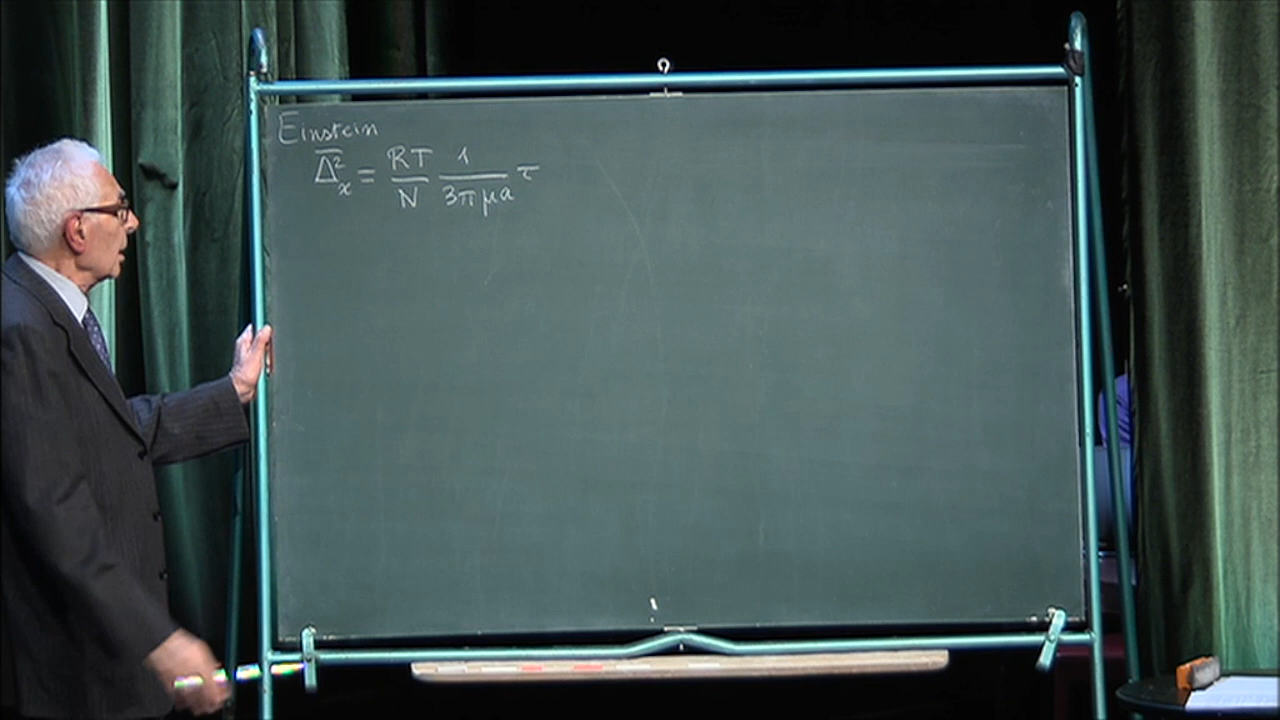 Einstein
Δ̅²ₓ = RT/N 1/3πμa τ